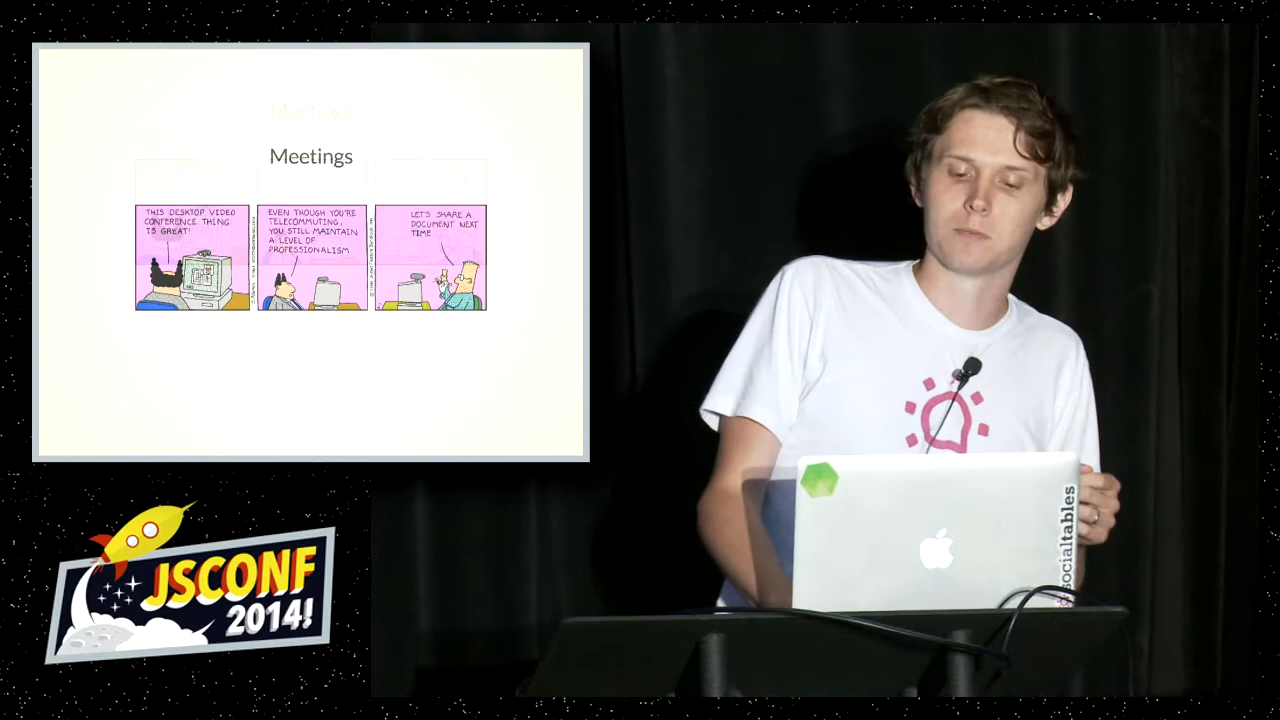 Meetings
Meetings
THIS DESKTOP VIDEO
CONFERENCE THING
IS GREAT!
EVEN THOUGH YOU'RE
TELECOMMUTING,
YOU STILL MAINTAIN
A LEVEL OF
PROFESSIONALISM
LET'S SHARE A
DOCUMENT NEXT
TIME
JSCONF
2014!
socialtables